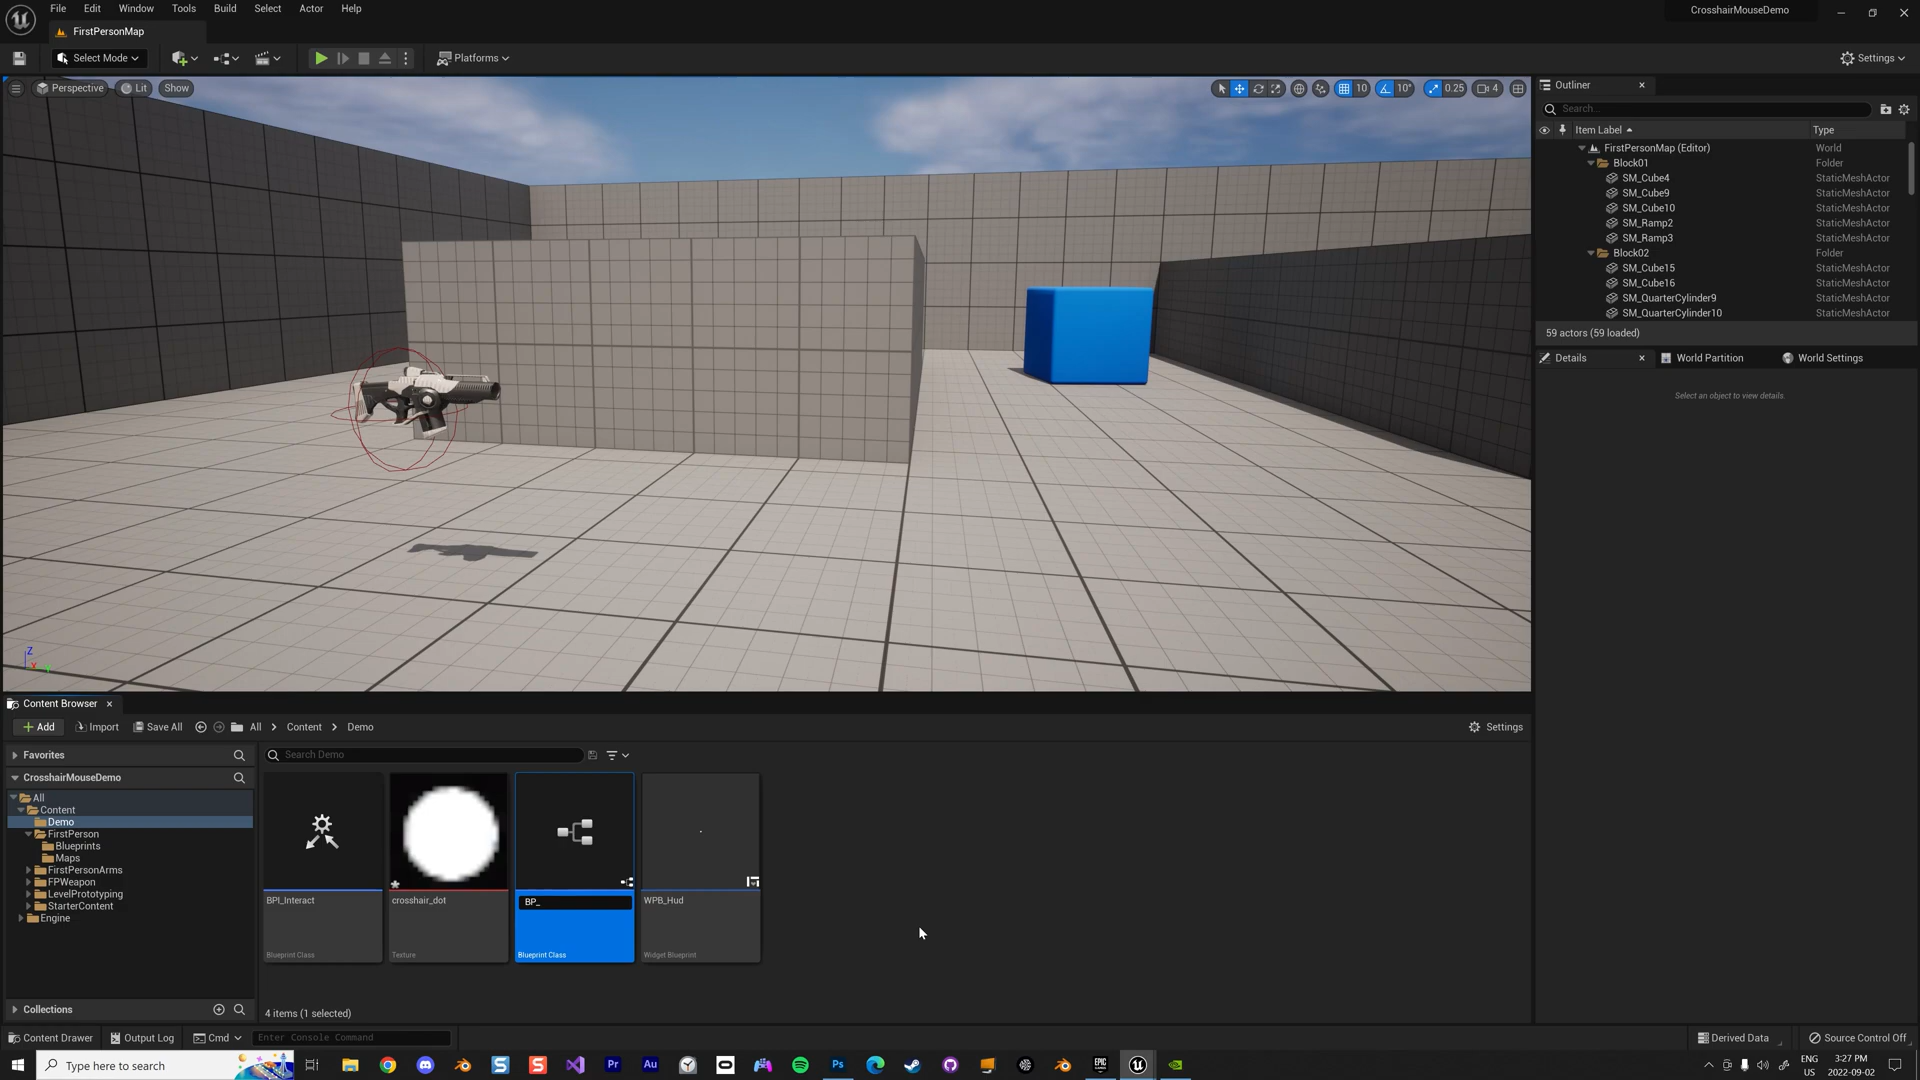 File Edit Window Tools Build Select Actor Help
CrosshairMouseDemo
FirstPersonMap
Select Mode
Platforms
Settings
Perspective Lit Show
10 10° 0.25 4
Outliner
Search...
Item Label Type
FirstPersonMap (Editor) World
Block01 Folder
SM_Cube4 StaticMeshActor
SM_Cube9 StaticMeshActor
SM_Cube10 StaticMeshActor
SM_Ramp2 StaticMeshActor
SM_Ramp3 StaticMeshActor
Block02 Folder
SM_Cube15 StaticMeshActor
SM_Cube16 StaticMeshActor
SM_QuarterCylinder9 StaticMeshActor
SM_QuarterCylinder10 StaticMeshActor
59 actors (59 loaded)
Details World Partition World Settings
Select an object to view details.
Z
X Y
Content Browser
Add Import Save All All Content Demo
Settings
Favorites
Search Demo
CrosshairMouseDemo
All
Content
Demo
FirstPerson
Blueprints
Maps
FirstPersonArms
FPWeapon
LevelPrototyping
StarterContent
Engine
BPI_Interact
Blueprint Class
crosshair_dot
Texture
BP_
Blueprint Class
WPB_Hud
Widget Blueprint
Collections
4 items (1 selected)
Content Drawer Output Log Cmd Enter Console Command
Derived Data Source Control Off
Type here to search
Pr Au Ps
EPIC GAMES
ENG
US
3:27 PM
2022-09-02